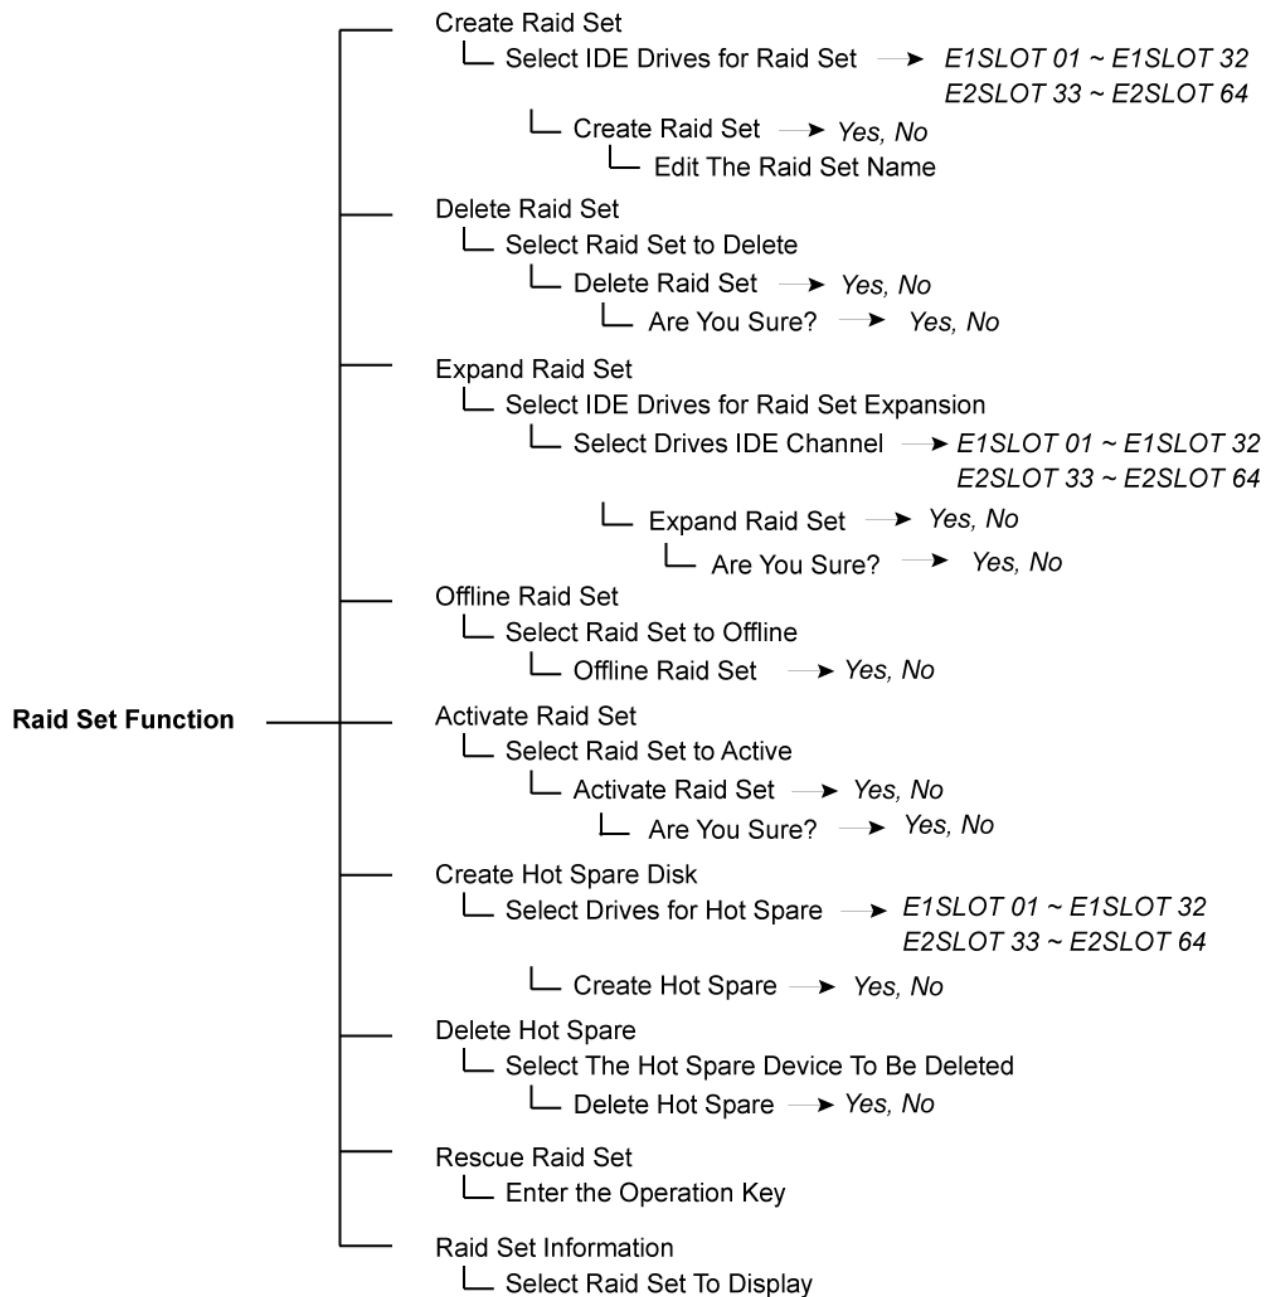 Create Raid Set
Select IDE Drives for Raid Set E1SLOT 01 ~ E1SLOT 32
E2SLOT 33 ~ E2SLOT 64
Create Raid Set Yes, No
Edit The Raid Set Name
Delete Raid Set
Select Raid Set to Delete
Delete Raid Set Yes, No
Are You Sure? Yes, No
Expand Raid Set
Select IDE Drives for Raid Set Expansion
Select Drives IDE Channel E1SLOT 01 ~ E1SLOT 32
E2SLOT 33 ~ E2SLOT 64
Expand Raid Set Yes, No
Are You Sure? Yes, No
Offline Raid Set
Select Raid Set to Offline
Offline Raid Set Yes, No
Raid Set Function
Activate Raid Set
Select Raid Set to Active
Activate Raid Set Yes, No
Are You Sure? Yes, No
Create Hot Spare Disk
Select Drives for Hot Spare E1SLOT 01 ~ E1SLOT 32
E2SLOT 33 ~ E2SLOT 64
Create Hot Spare Yes, No
Delete Hot Spare
Select The Hot Spare Device To Be Deleted
Delete Hot Spare Yes, No
Rescue Raid Set
Enter the Operation Key
Raid Set Information
Select Raid Set To Display